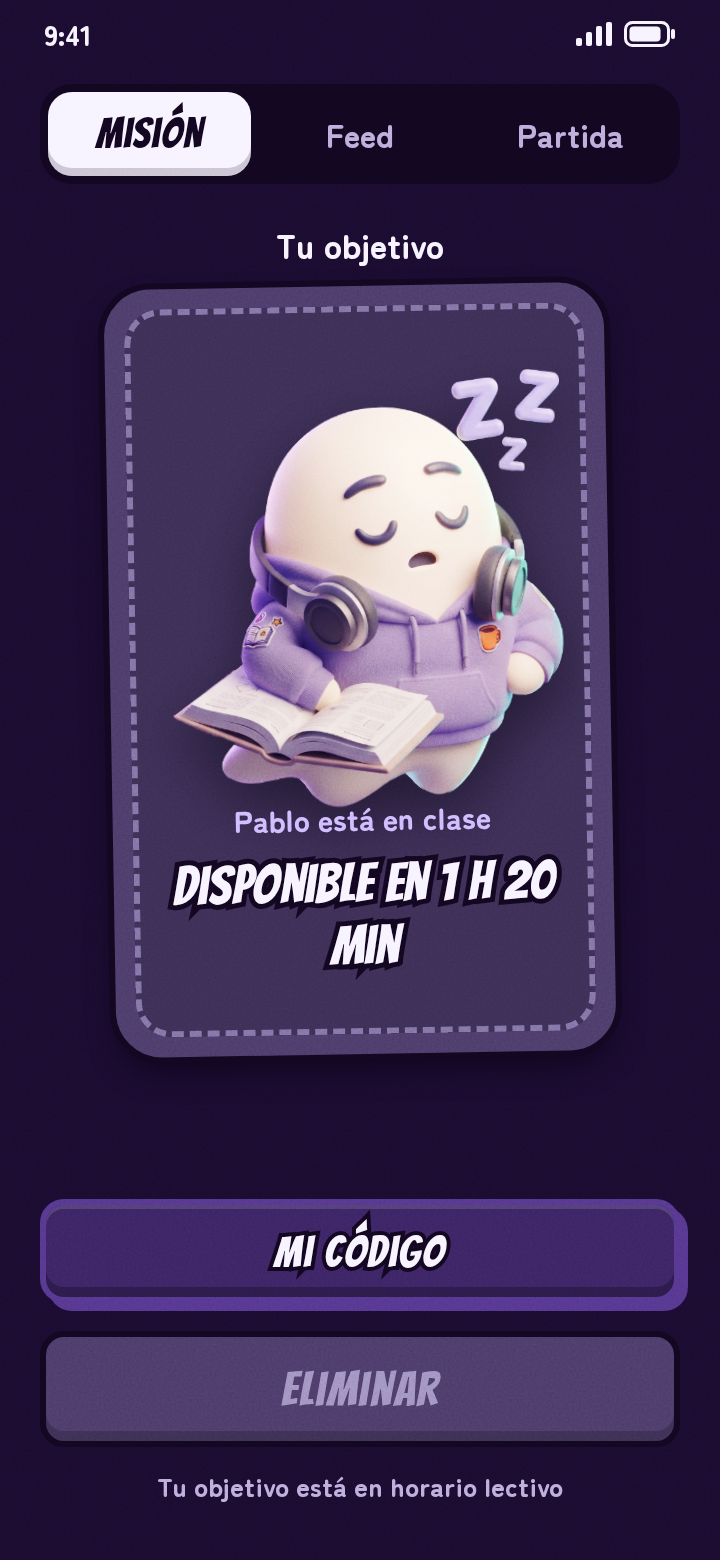 9:41
MISIÓN Feed Partida
Tu objetivo
Z Z
Z
Pablo está en clase
DISPONIBLE EN 1 H 20
MIN
MI CÓDIGO
ELIMINAR
Tu objetivo está en horario lectivo